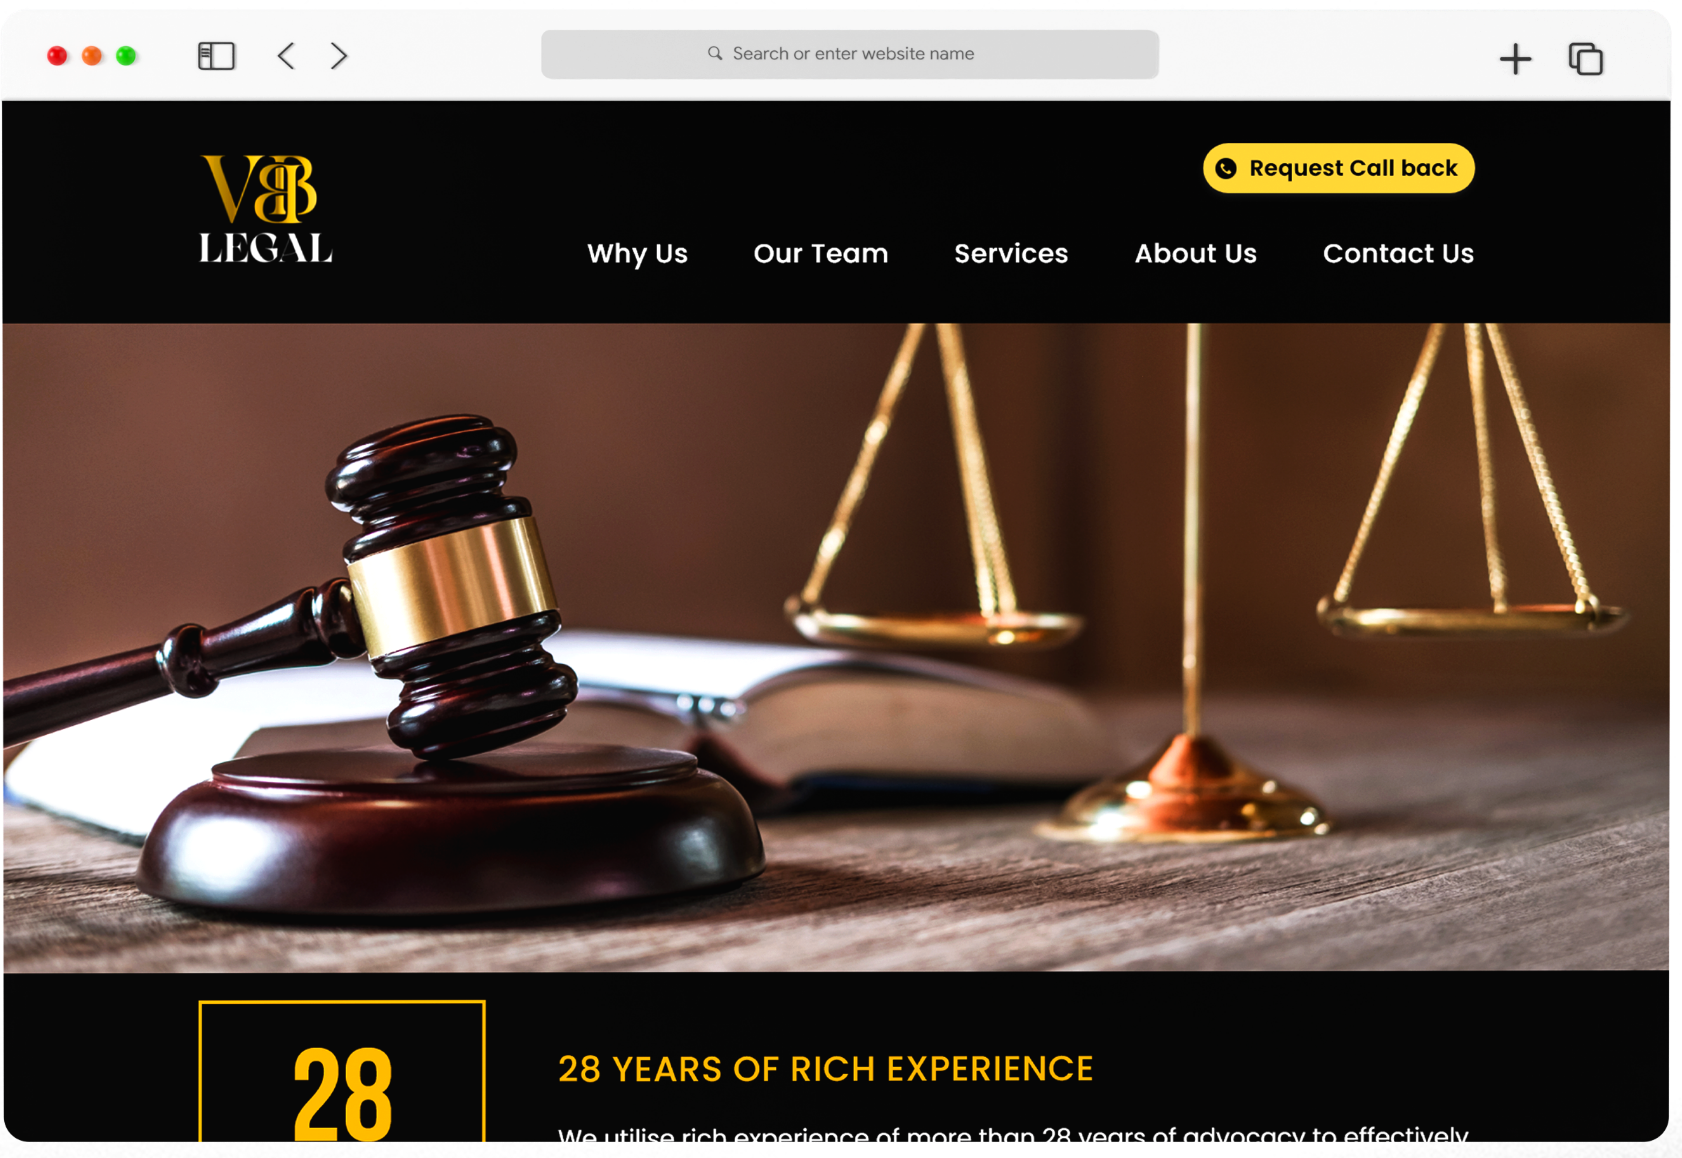 Search or enter website name
VBB
LEGAL
Request Call back
Why Us Our Team Services About Us Contact Us
28
28 YEARS OF RICH EXPERIENCE
We utilise rich experience of more than 28 years of advocacy to effectively